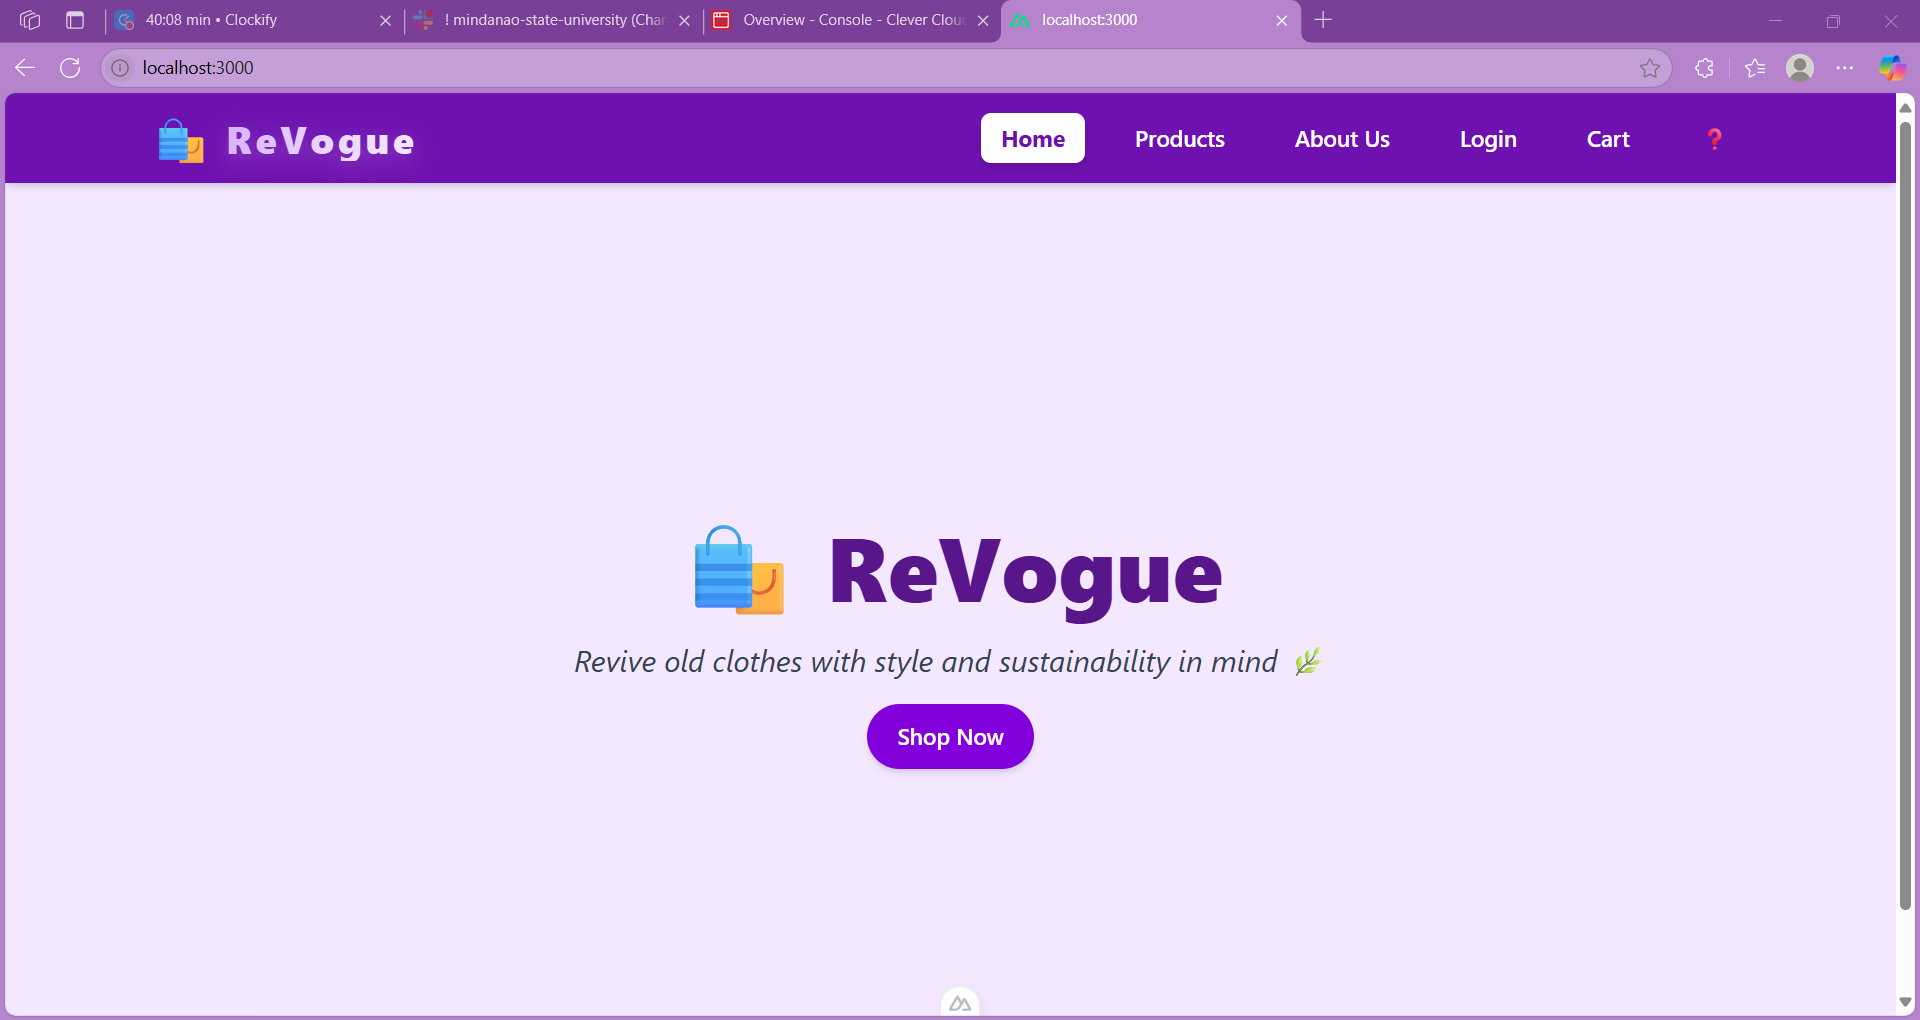 40:08 min • Clockify
! mindanao-state-university (Chan
Overview - Console - Clever Clou
localhost:3000
localhost:3000
ReVogue
Home
Products
About Us
Login
Cart
❓
ReVogue
Revive old clothes with style and sustainability in mind 🌿
Shop Now